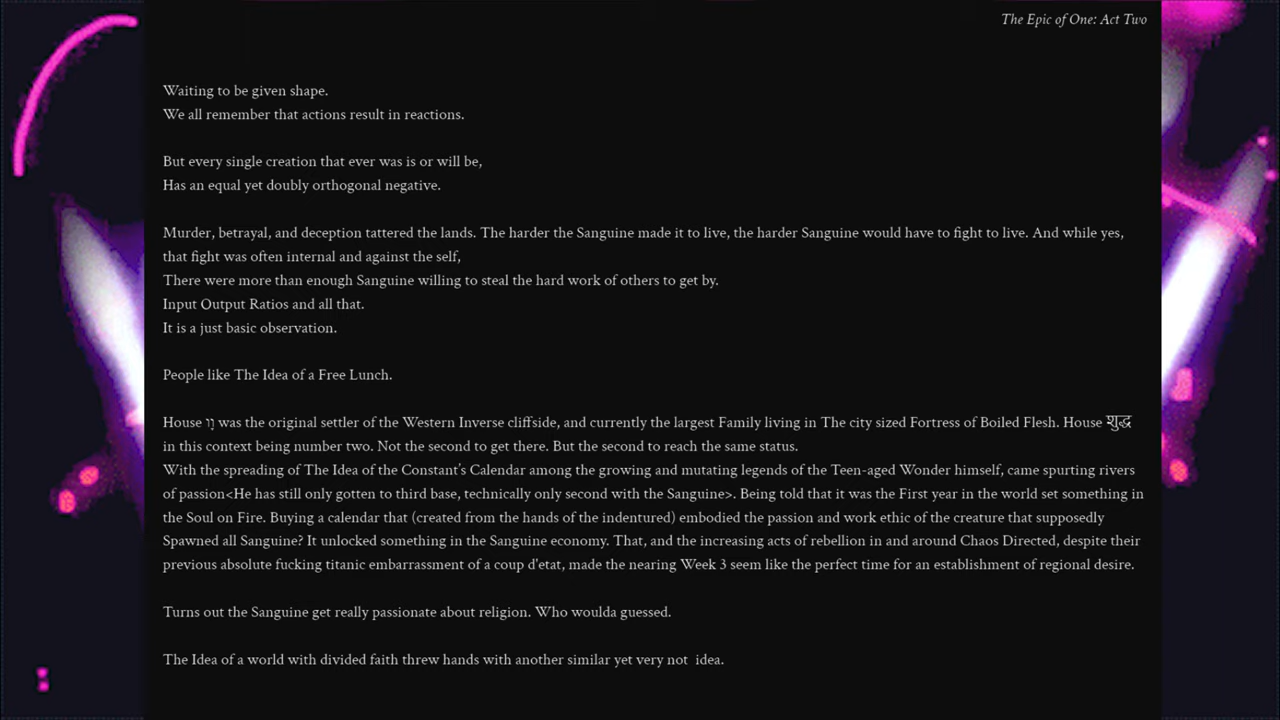 The Epic of One: Act Two
Waiting to be given shape.
We all remember that actions result in reactions.
But every single creation that ever was is or will be,
Has an equal yet doubly orthogonal negative.
Murder, betrayal, and deception tattered the lands. The harder the Sanguine made it to live, the harder Sanguine would have to fight to live. And while yes,
that fight was often internal and against the self,
There were more than enough Sanguine willing to steal the hard work of others to get by.
Input Output Ratios and all that.
It is a just basic observation.
People like The Idea of a Free Lunch.
House was the original settler of the Western Inverse cliffside, and currently the largest Family living in The city sized Fortress of Boiled Flesh. House शुद्ध
in this context being number two. Not the second to get there. But the second to reach the same status.
With the spreading of The Idea of the Constant's Calendar among the growing and mutating legends of the Teen-aged Wonder himself, came spurting rivers
of passion<He has still only gotten to third base, technically only second with the Sanguine>. Being told that it was the First year in the world set something in
the Soul on Fire. Buying a calendar that (created from the hands of the indentured) embodied the passion and work ethic of the creature that supposedly
Spawned all Sanguine? It unlocked something in the Sanguine economy. That, and the increasing acts of rebellion in and around Chaos Directed, despite their
previous absolute fucking titanic embarrassment of a coup d'etat, made the nearing Week 3 seem like the perfect time for an establishment of regional desire.
Turns out the Sanguine get really passionate about religion. Who woulda guessed.
The Idea of a world with divided faith threw hands with another similar yet very not  idea.